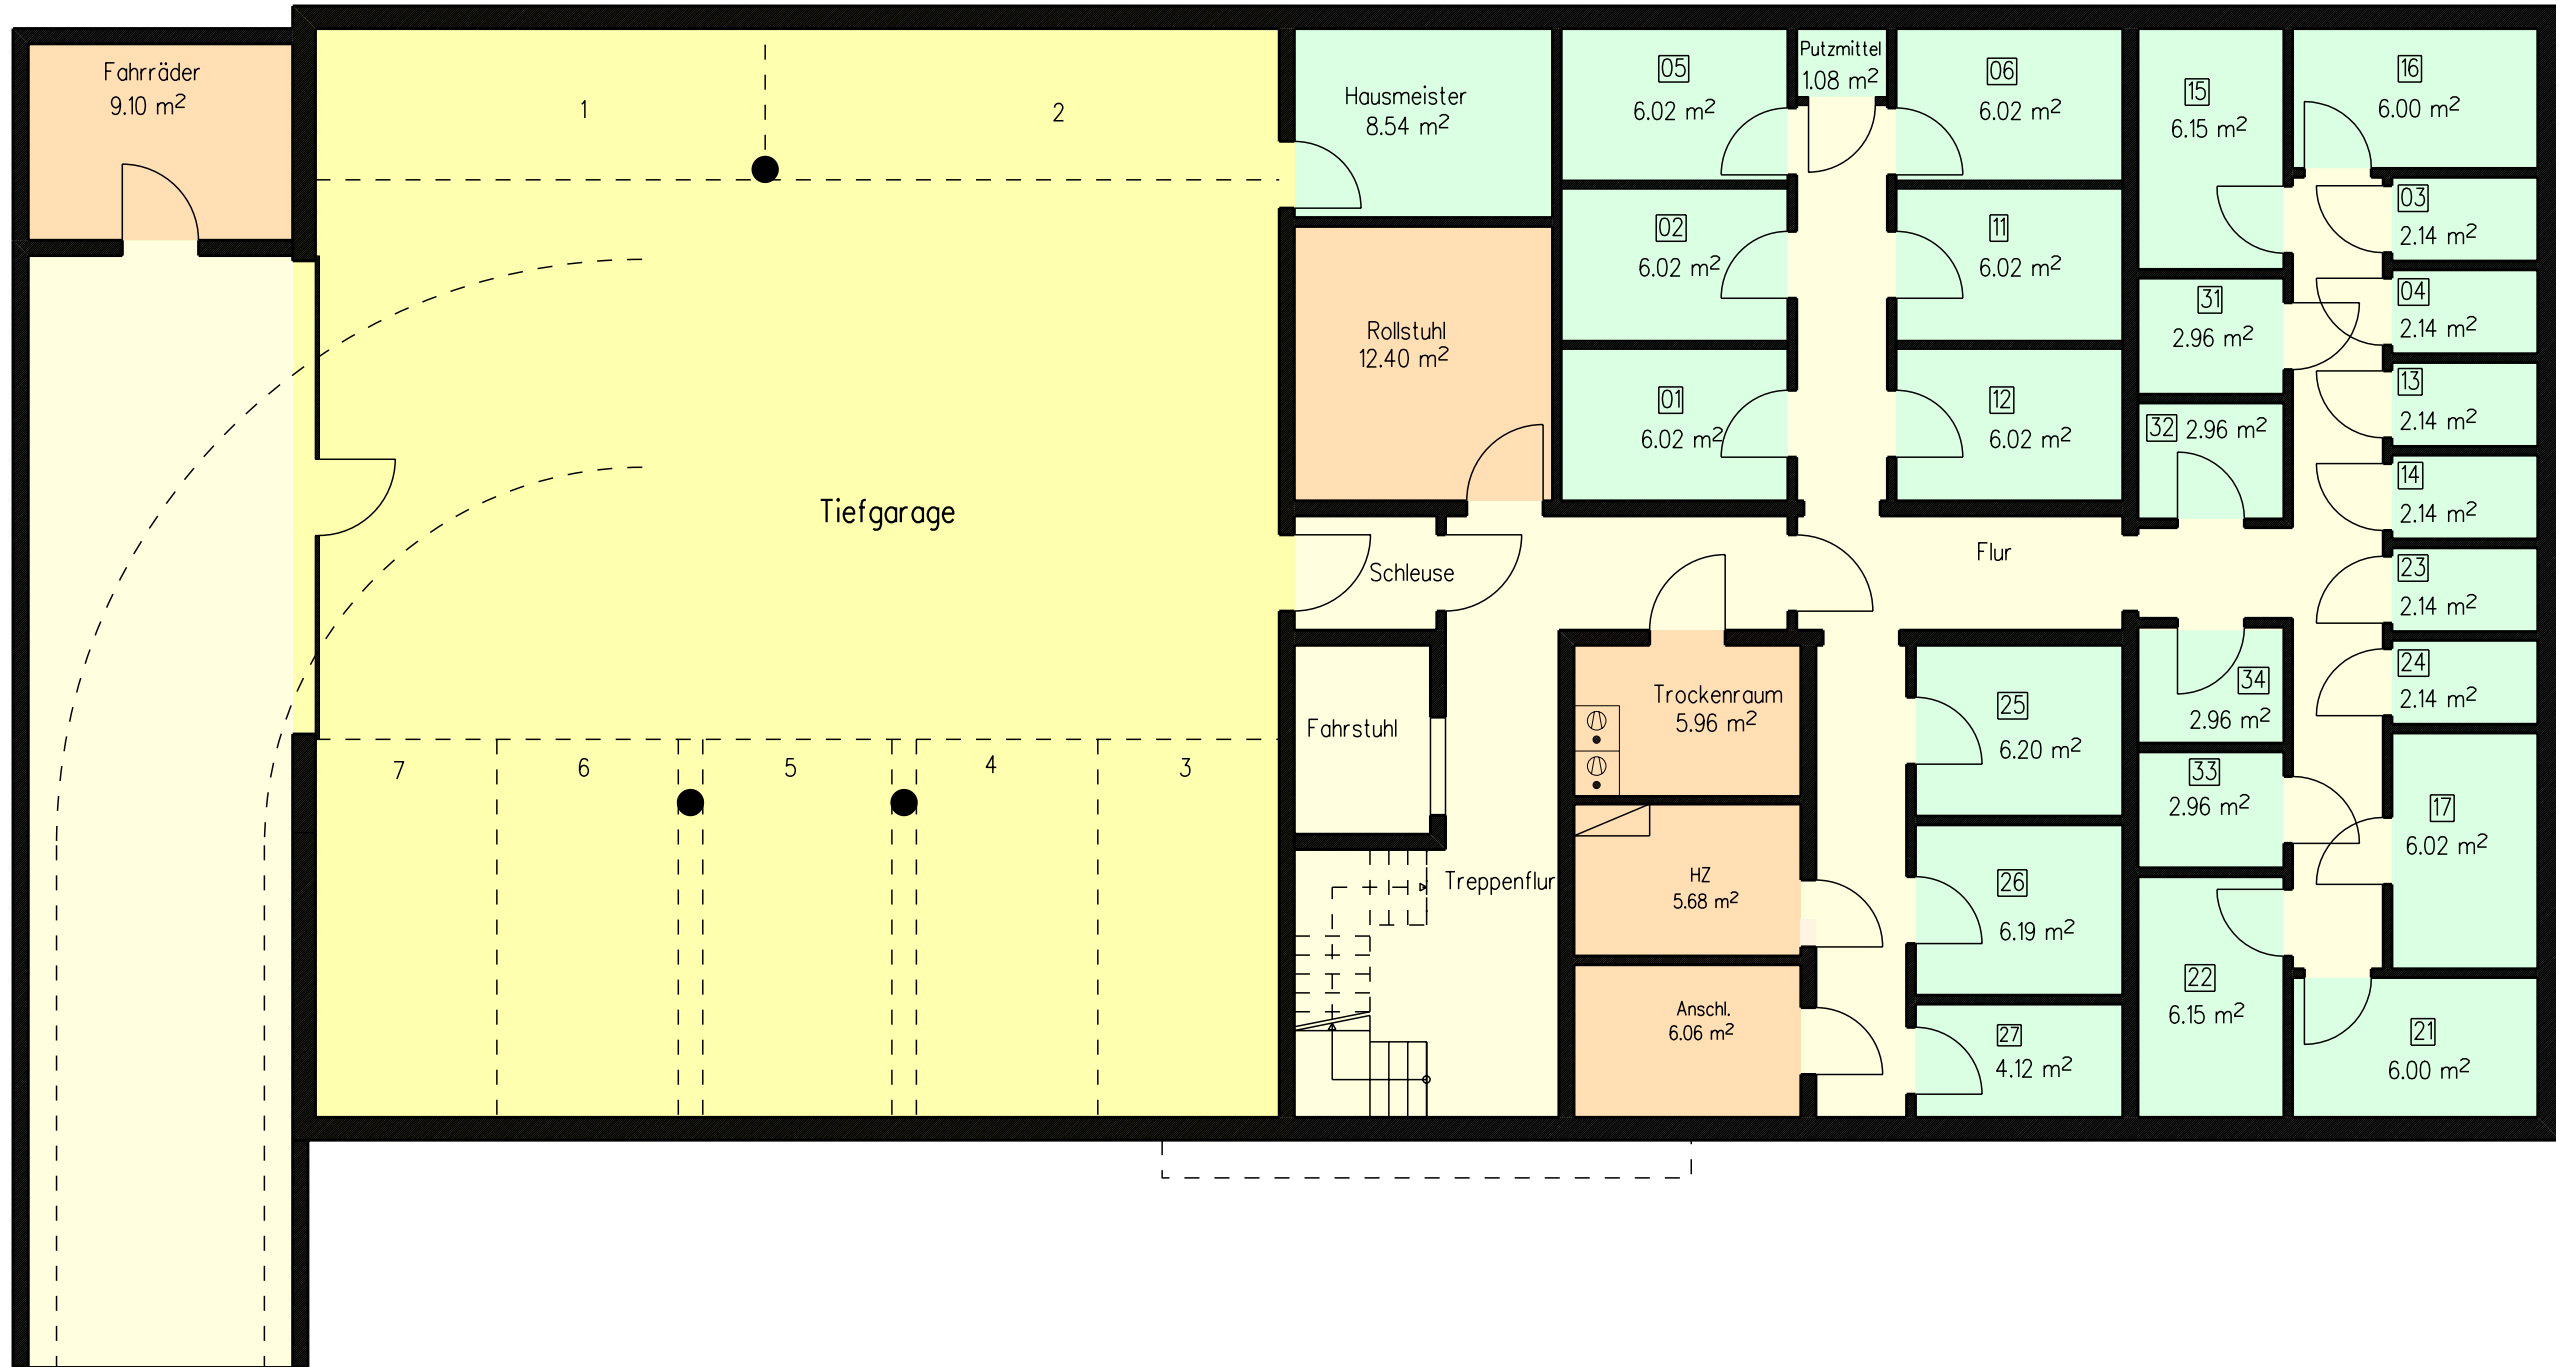 Fahrräder
9.10 m²
1
2
Tiefgarage
7
6
5
4
3
Hausmeister
8.54 m²
Rollstuhl
12.40 m²
Schleuse
Fahrstuhl
Treppenflur
05
6.02 m²
02
6.02 m²
01
6.02 m²
Putzmittel
1.08 m²
06
6.02 m²
11
6.02 m²
12
6.02 m²
Flur
Trockenraum
5.96 m²
HZ
5.68 m²
Anschl.
6.06 m²
25
6.20 m²
26
6.19 m²
27
4.12 m²
15
6.15 m²
31
2.96 m²
32 2.96 m²
34
2.96 m²
33
2.96 m²
22
6.15 m²
16
6.00 m²
03
2.14 m²
04
2.14 m²
13
2.14 m²
14
2.14 m²
23
2.14 m²
24
2.14 m²
17
6.02 m²
21
6.00 m²